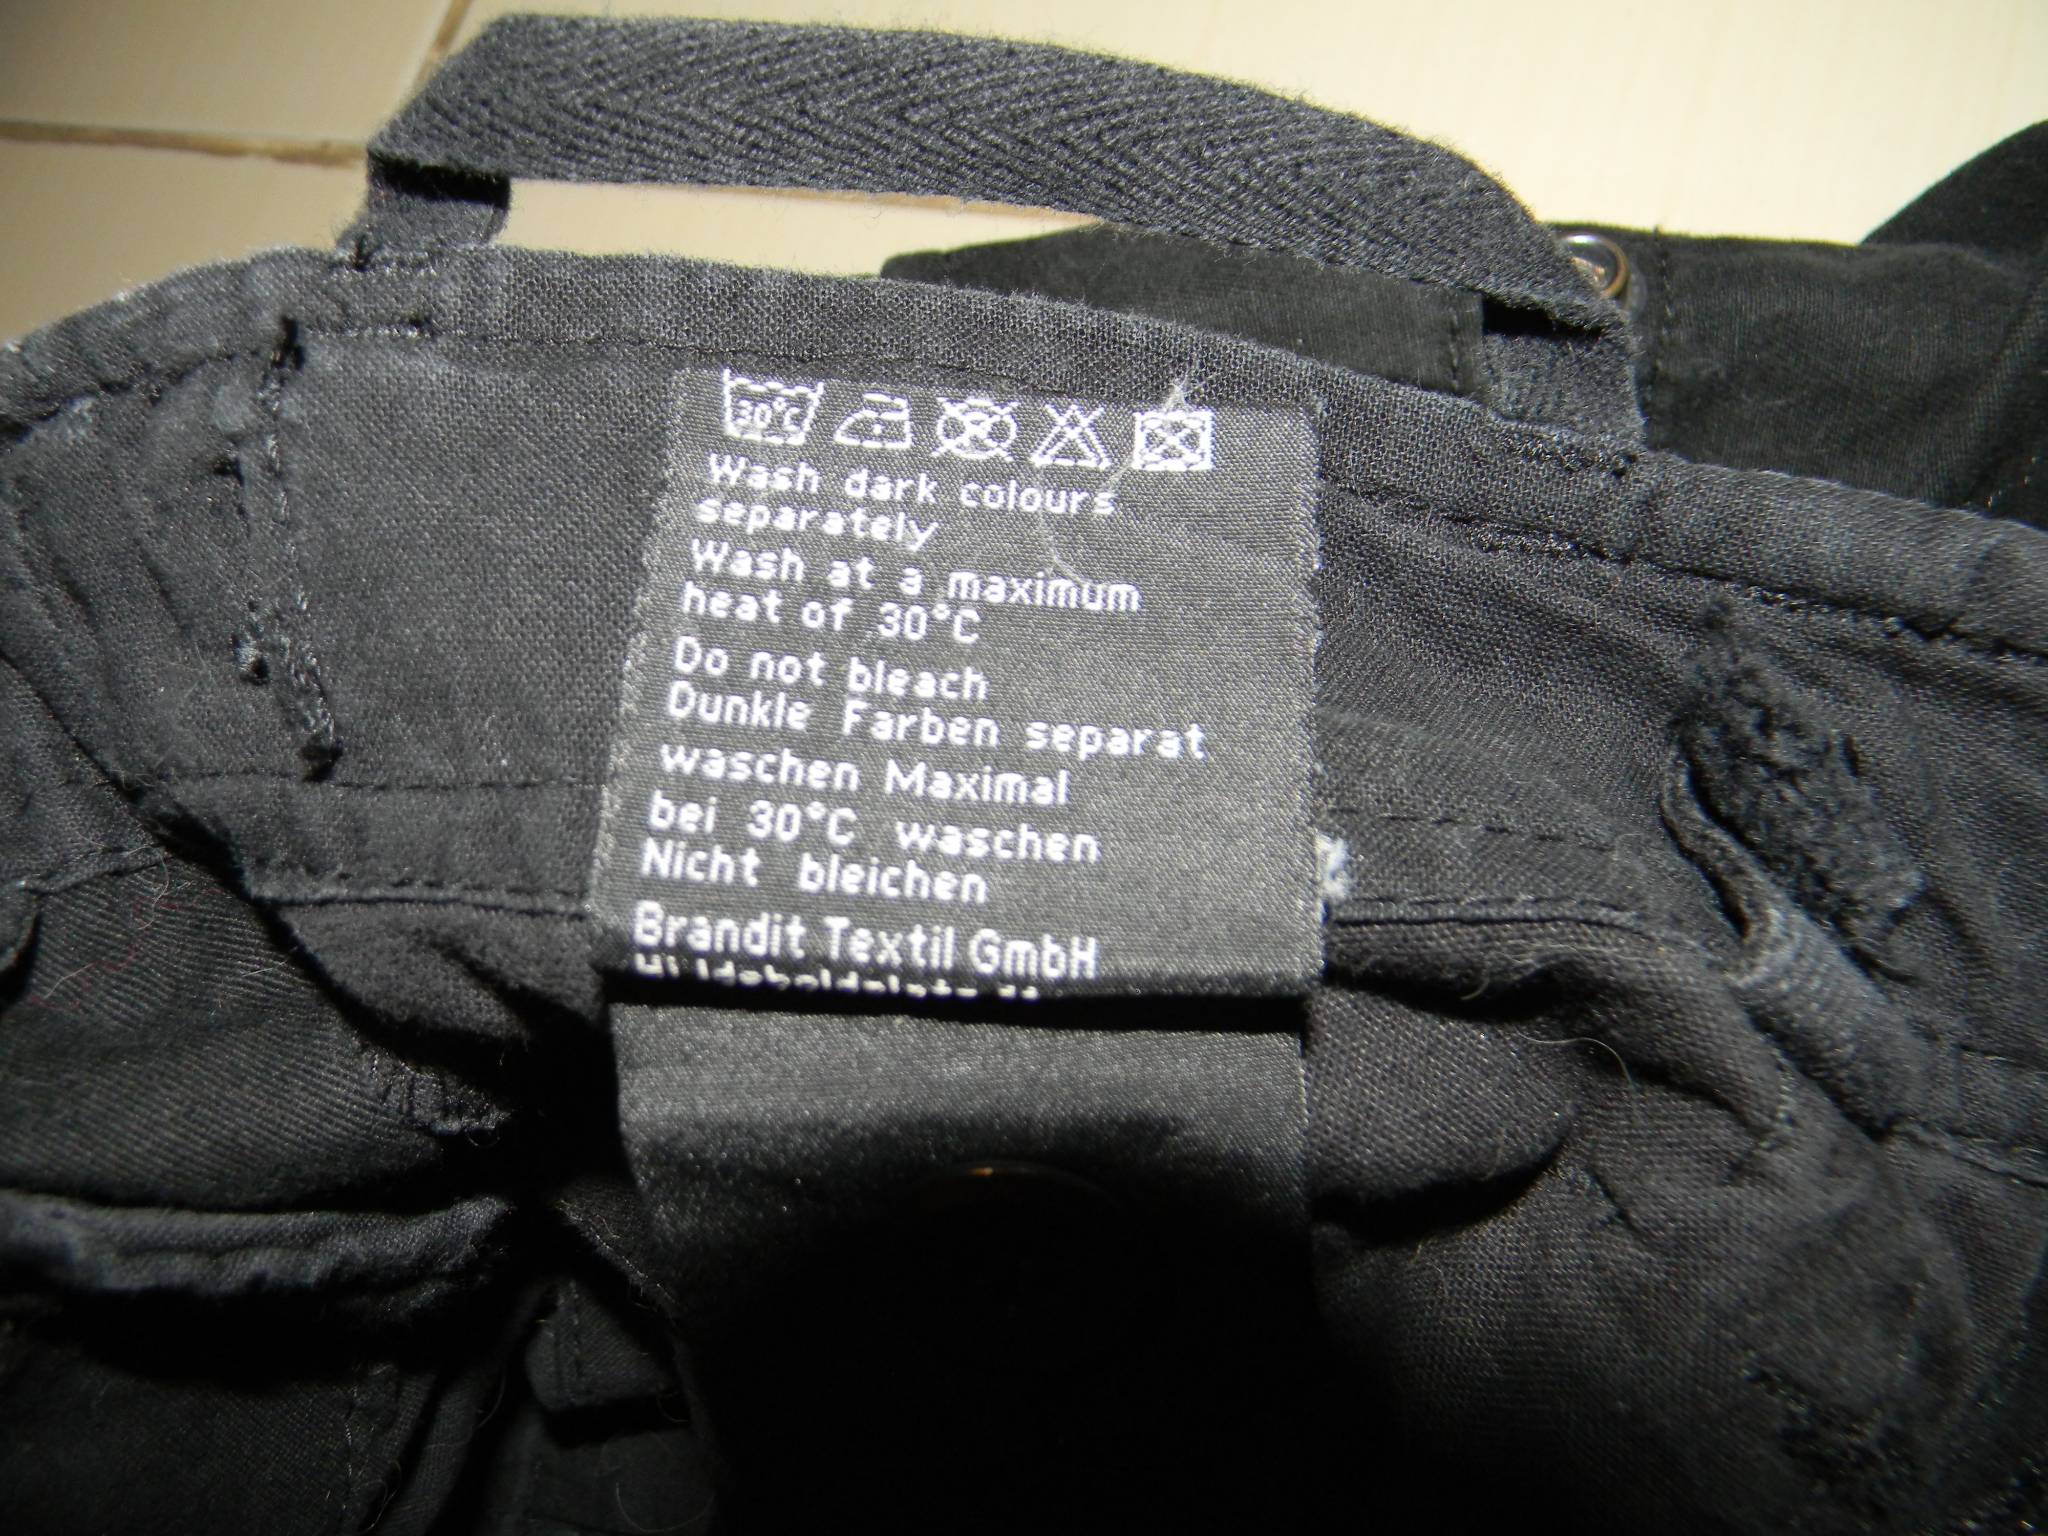 30°C
Wash dark colours
separately
Wash at a maximum
heat of 30°C
Do not bleach
Dunkle Farben separat
waschen Maximal
bei 30°C waschen
Nicht bleichen
Brandit Textil GmbH